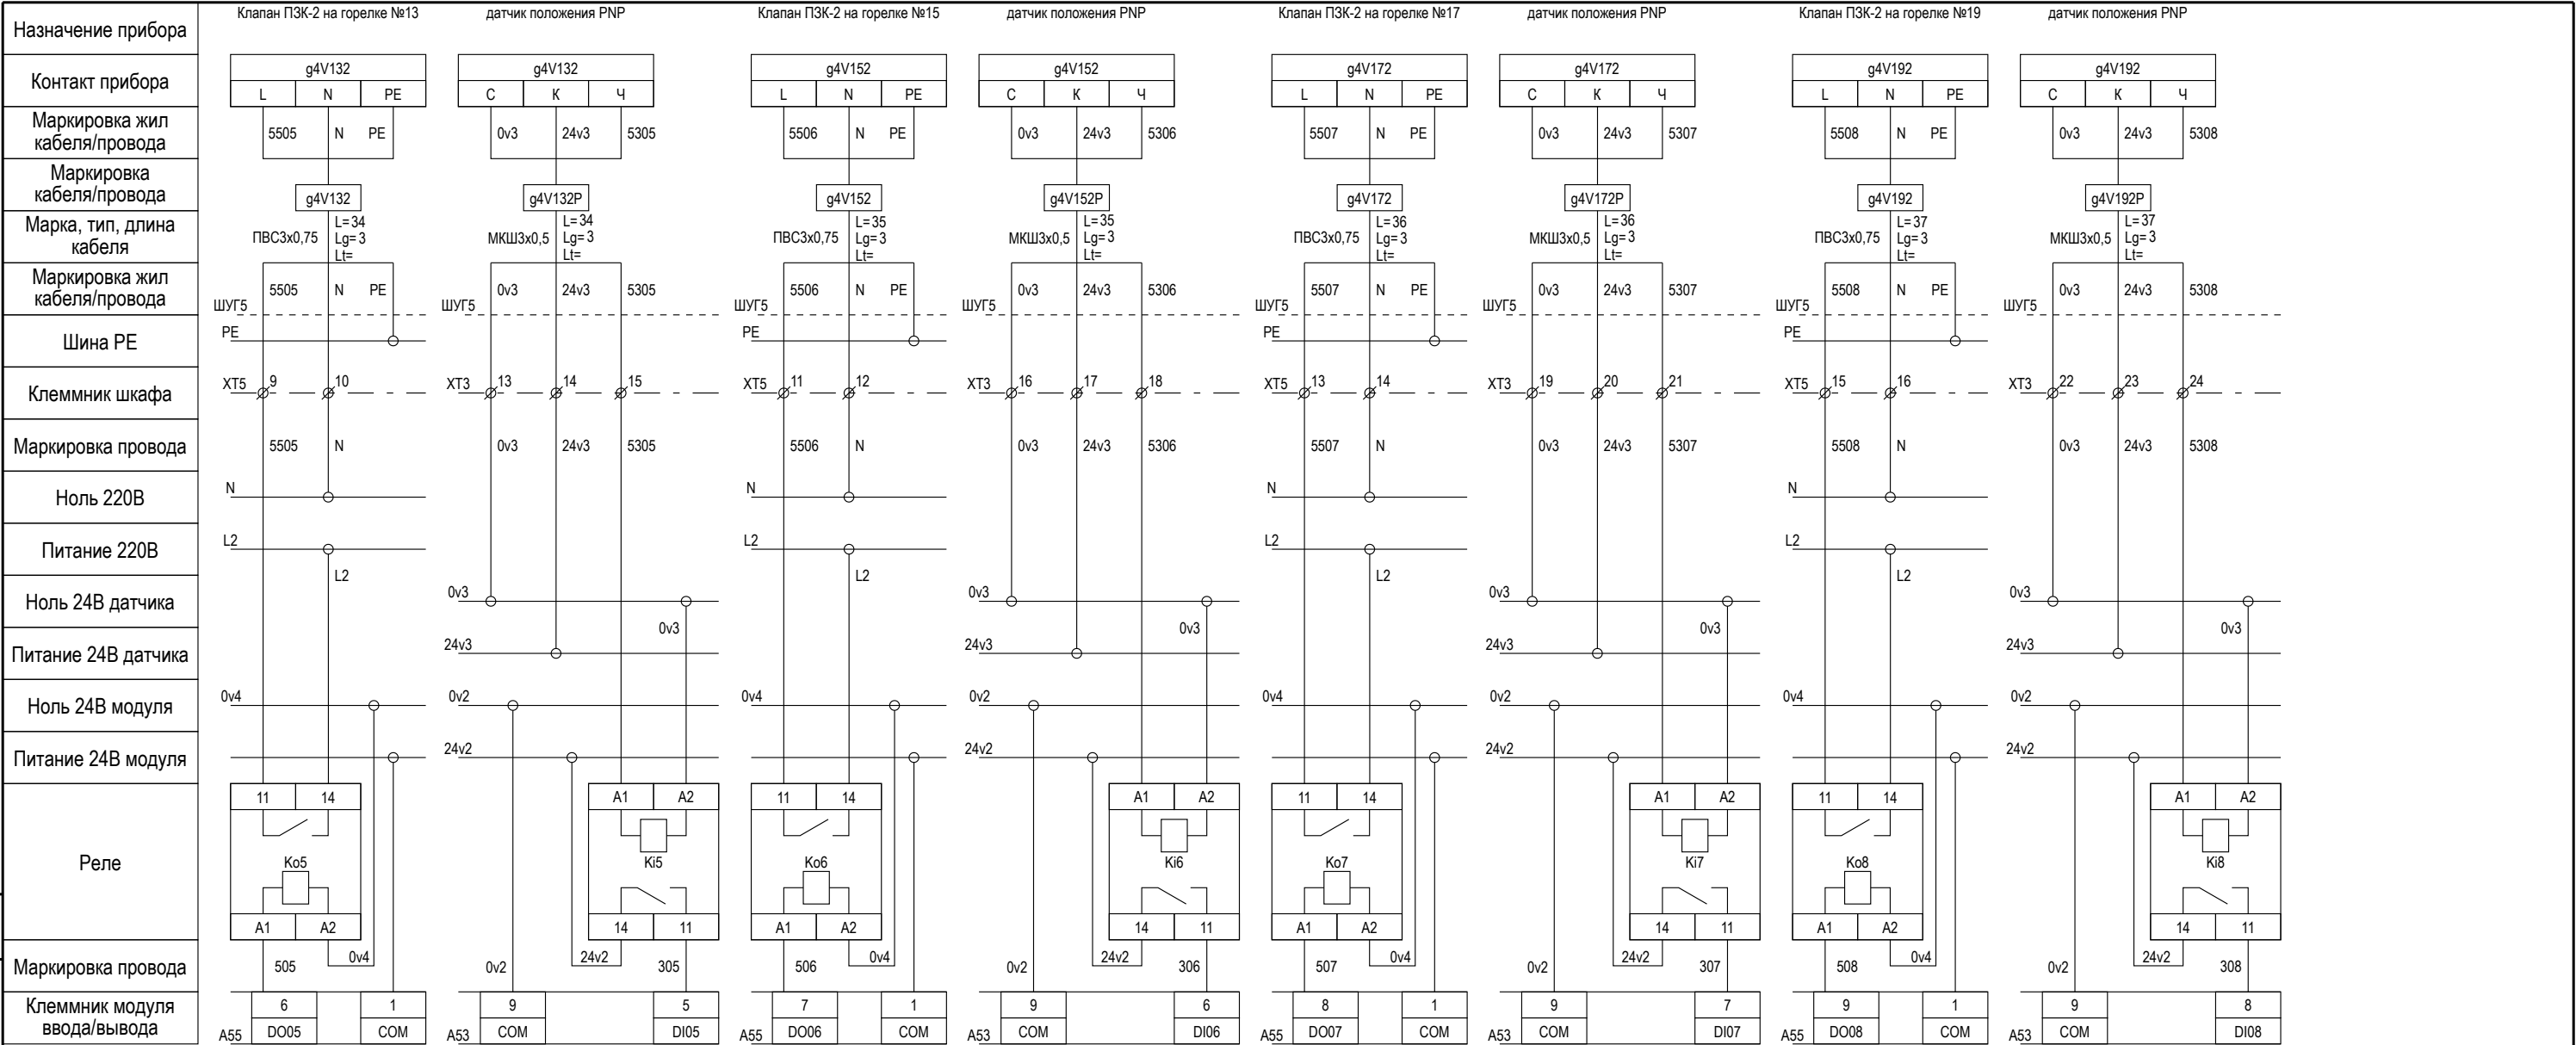 Назначение прибора
Клапан ПЗК-2 на горелке №13 датчик положения PNP Клапан ПЗК-2 на горелке №15 датчик положения PNP Клапан ПЗК-2 на горелке №17 датчик положения PNP Клапан ПЗК-2 на горелке №19 датчик положения PNP
Контакт прибора
g4V132 g4V132 g4V152 g4V152 g4V172 g4V172 g4V192 g4V192
L N PE С К Ч L N PE С К Ч L N PE С К Ч L N PE С К Ч
Маркировка жил
кабеля/провода
5505 N PE 0v3 24v3 5305 5506 N PE 0v3 24v3 5306 5507 N PE 0v3 24v3 5307 5508 N PE 0v3 24v3 5308
Маркировка
кабеля/провода
g4V132 g4V132P g4V152 g4V152P g4V172 g4V172P g4V192 g4V192P
Марка, тип, длина
кабеля
L=34 L=34 L=35 L=35 L=36 L=36 L=37 L=37
ПВС3х0,75 Lg=3 МКШ3х0,5 Lg=3 ПВС3х0,75 Lg=3 МКШ3х0,5 Lg=3 ПВС3х0,75 Lg=3 МКШ3х0,5 Lg=3 ПВС3х0,75 Lg=3 МКШ3х0,5 Lg=3
Lt= Lt= Lt= Lt= Lt= Lt= Lt= Lt=
Маркировка жил
кабеля/провода
5505 N PE 0v3 24v3 5305 5506 N PE 0v3 24v3 5306 5507 N PE 0v3 24v3 5307 5508 N PE 0v3 24v3 5308
ШУГ5 ШУГ5 ШУГ5 ШУГ5 ШУГ5 ШУГ5 ШУГ5 ШУГ5
Шина PE
PE PE PE PE
Клеммник шкафа
XT5 9 10 XT3 13 14 15 XT5 11 12 XT3 16 17 18 XT5 13 14 XT3 19 20 21 XT5 15 16 XT3 22 23 24
Маркировка провода
5505 N 0v3 24v3 5305 5506 N 0v3 24v3 5306 5507 N 0v3 24v3 5307 5508 N 0v3 24v3 5308
Ноль 220В
N N N N
Питание 220В
L2 L2 L2 L2
L2 L2 L2 L2
Ноль 24В датчика
0v3 0v3 0v3 0v3
0v3 0v3 0v3 0v3
Питание 24В датчика
24v3 24v3 24v3 24v3
Ноль 24В модуля
0v4 0v2 0v4 0v2 0v4 0v2 0v4 0v2
Питание 24В модуля
24v2 24v2 24v2 24v2
Реле
11 14 A1 A2 11 14 A1 A2 11 14 A1 A2 11 14 A1 A2
Ko5 Ki5 Ko6 Ki6 Ko7 Ki7 Ko8 Ki8
A1 A2 14 11 A1 A2 14 11 A1 A2 14 11 A1 A2 14 11
Маркировка провода
505 0v4 0v2 24v2 305 506 0v4 0v2 24v2 306 507 0v4 0v2 24v2 307 508 0v4 0v2 24v2 308
Клеммник модуля
ввода/вывода
6 1 9 5 7 1 9 6 8 1 9 7 9 1 9 8
A55 DO05 COM A53 COM DI05 A55 DO06 COM A53 COM DI06 A55 DO07 COM A53 COM DI07 A55 DO08 COM A53 COM DI08